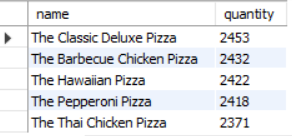 name quantity
The Classic Deluxe Pizza 2453
The Barbecue Chicken Pizza 2432
The Hawaiian Pizza 2422
The Pepperoni Pizza 2418
The Thai Chicken Pizza 2371